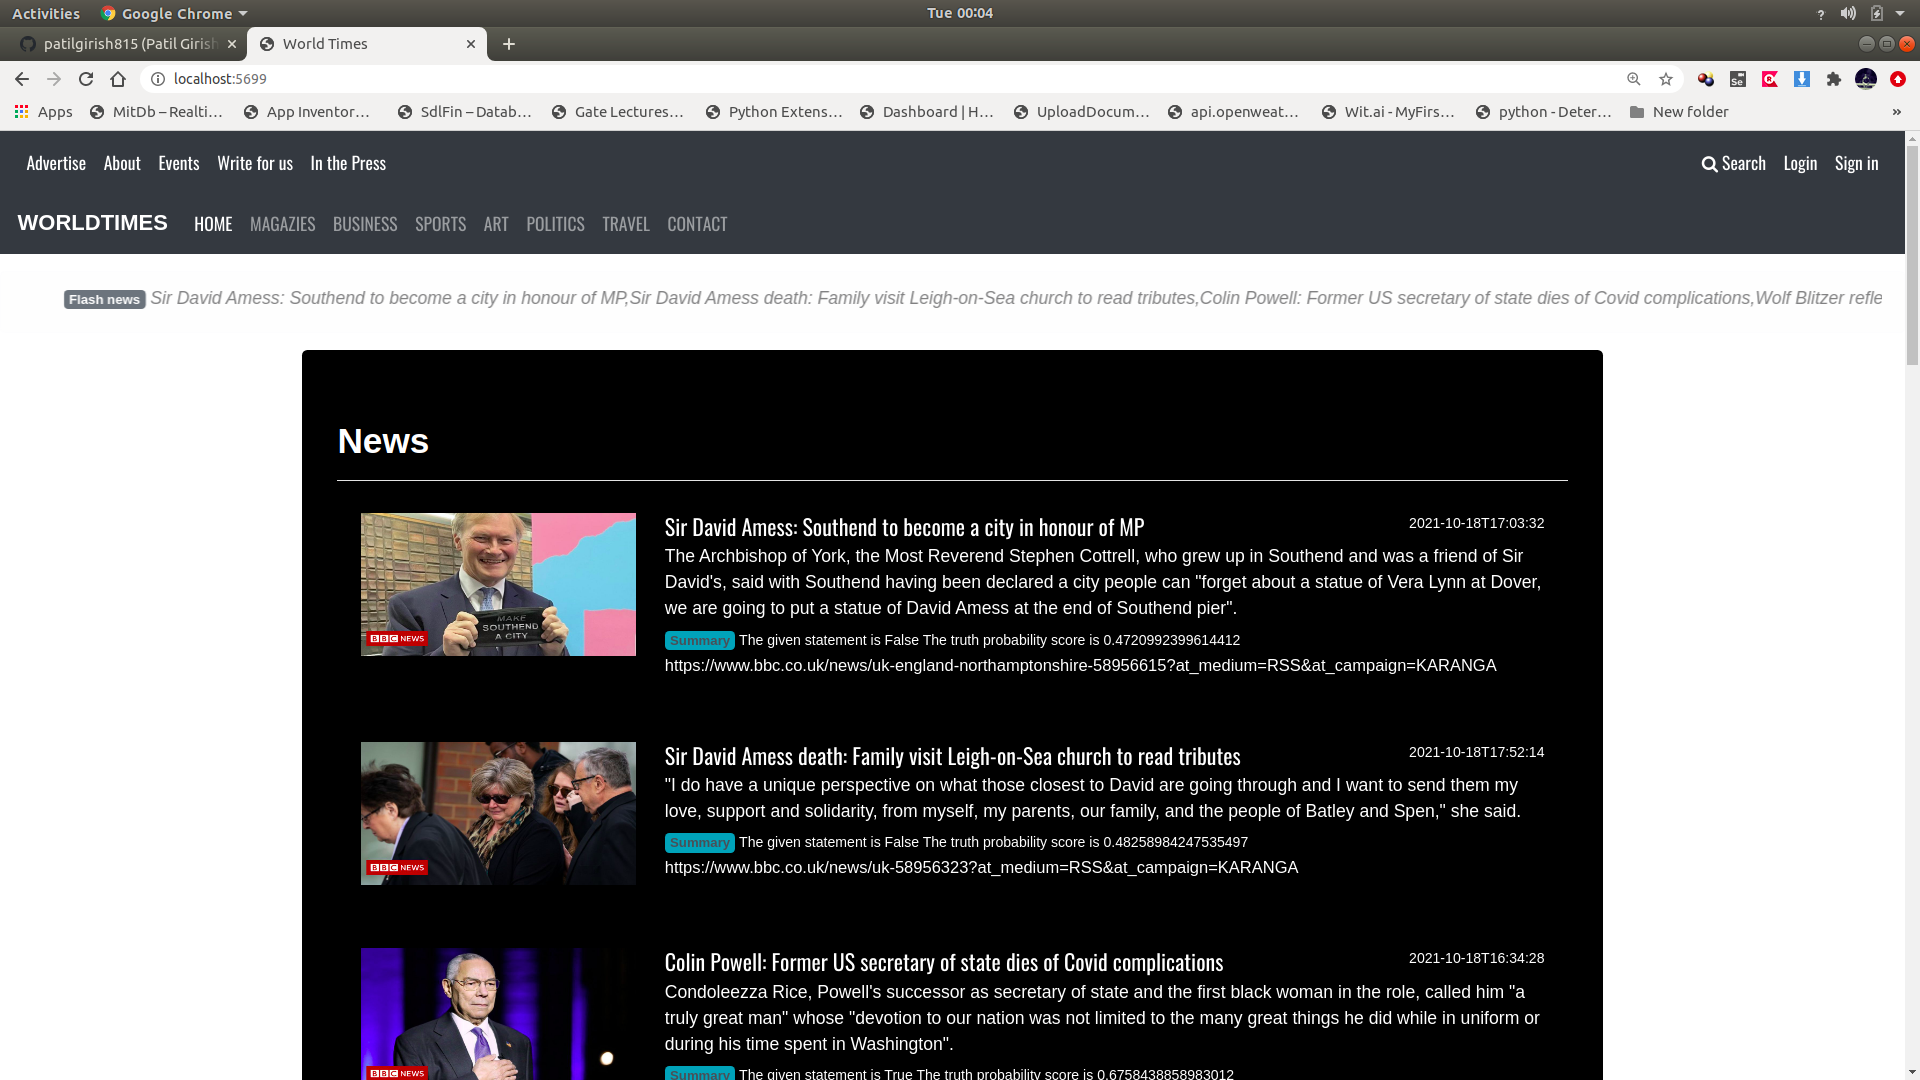 Activities Google Chrome Tue 00:04
patilgirish815 (Patil Girish World Times
localhost:5699
Apps MitDb – Realti... App Inventor... SdlFin – Datab... Gate Lectures... Python Extens... Dashboard | H... UploadDocum... api.openweat... Wit.ai - MyFirs... python - Deter... New folder »
Advertise About Events Write for us In the Press Search Login Sign in
WORLDTIMES HOME MAGAZIES BUSINESS SPORTS ART POLITICS TRAVEL CONTACT
Flash news Sir David Amess: Southend to become a city in honour of MP,Sir David Amess death: Family visit Leigh-on-Sea church to read tributes,Colin Powell: Former US secretary of state dies of Covid complications,Wolf Blitzer refle
News
Sir David Amess: Southend to become a city in honour of MP 2021-10-18T17:03:32
The Archbishop of York, the Most Reverend Stephen Cottrell, who grew up in Southend and was a friend of Sir
David's, said with Southend having been declared a city people can "forget about a statue of Vera Lynn at Dover,
we are going to put a statue of David Amess at the end of Southend pier".
MAKE
SOUTHEND
A CITY
BBC NEWS
Summary The given statement is False The truth probability score is 0.4720992399614412
https://www.bbc.co.uk/news/uk-england-northamptonshire-58956615?at_medium=RSS&at_campaign=KARANGA
Sir David Amess death: Family visit Leigh-on-Sea church to read tributes 2021-10-18T17:52:14
"I do have a unique perspective on what those closest to David are going through and I want to send them my
love, support and solidarity, from myself, my parents, our family, and the people of Batley and Spen," she said.
Summary The given statement is False The truth probability score is 0.48258984247535497
https://www.bbc.co.uk/news/uk-58956323?at_medium=RSS&at_campaign=KARANGA
BBC NEWS
Colin Powell: Former US secretary of state dies of Covid complications 2021-10-18T16:34:28
Condoleezza Rice, Powell's successor as secretary of state and the first black woman in the role, called him "a
truly great man" whose "devotion to our nation was not limited to the many great things he did while in uniform or
during his time spent in Washington".
BBC NEWS
Summary The given statement is True The truth probability score is 0.6758438858983012